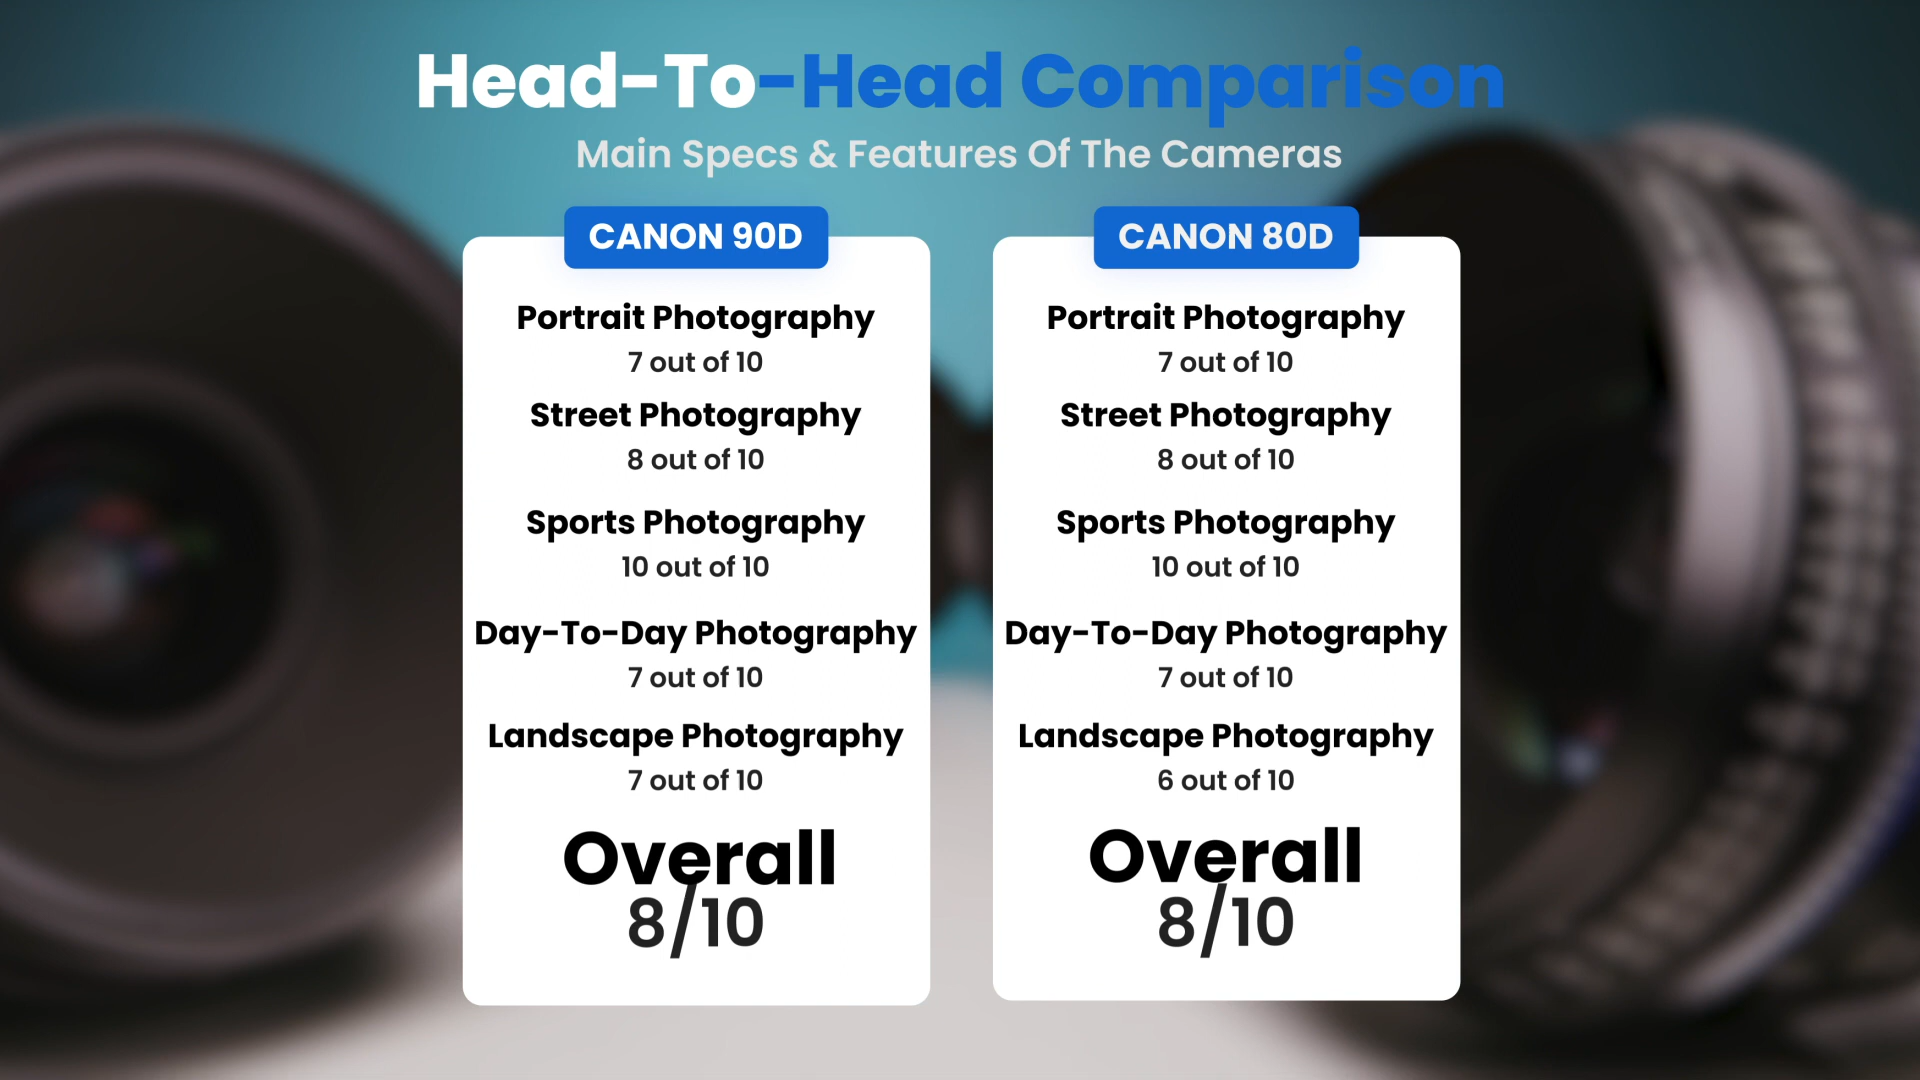 Head-To-Head Comparison
Main Specs & Features Of The Cameras
CANON 90D
Portrait Photography
7 out of 10
Street Photography
8 out of 10
Sports Photography
10 out of 10
Day-To-Day Photography
7 out of 10
Landscape Photography
7 out of 10
Overall
8/10
CANON 80D
Portrait Photography
7 out of 10
Street Photography
8 out of 10
Sports Photography
10 out of 10
Day-To-Day Photography
7 out of 10
Landscape Photography
6 out of 10
Overall
8/10